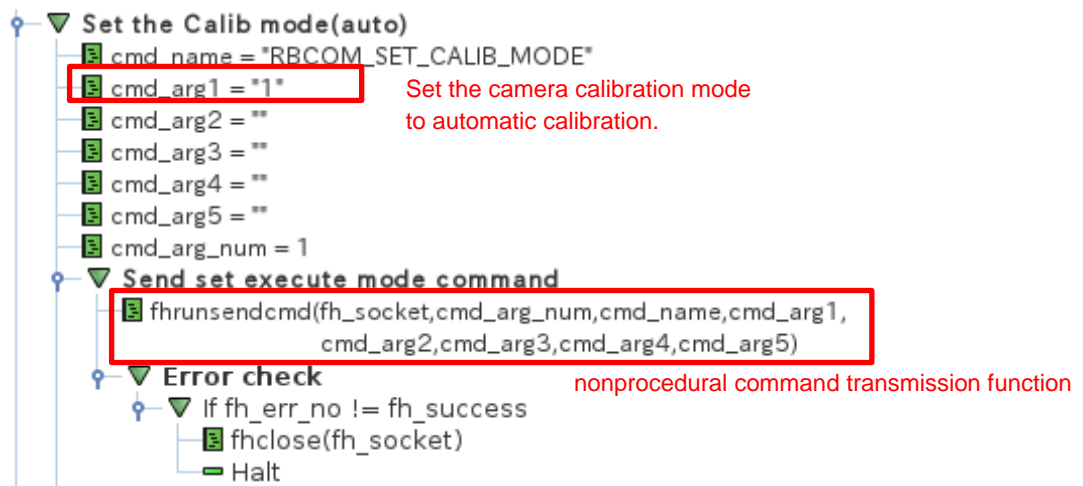 Set the Calib mode(auto)
cmd_name = "RBCOM_SET_CALIB_MODE"
cmd_arg1 = "1"
Set the camera calibration mode
to automatic calibration.
cmd_arg2 = ""
cmd_arg3 = ""
cmd_arg4 = ""
cmd_arg5 = ""
cmd_arg_num = 1
Send set execute mode command
fhrunsendcmd(fh_socket,cmd_arg_num,cmd_name,cmd_arg1,
cmd_arg2,cmd_arg3,cmd_arg4,cmd_arg5)
Error check
nonprocedural command transmission function
If fh_err_no != fh_success
fhclose(fh_socket)
Halt